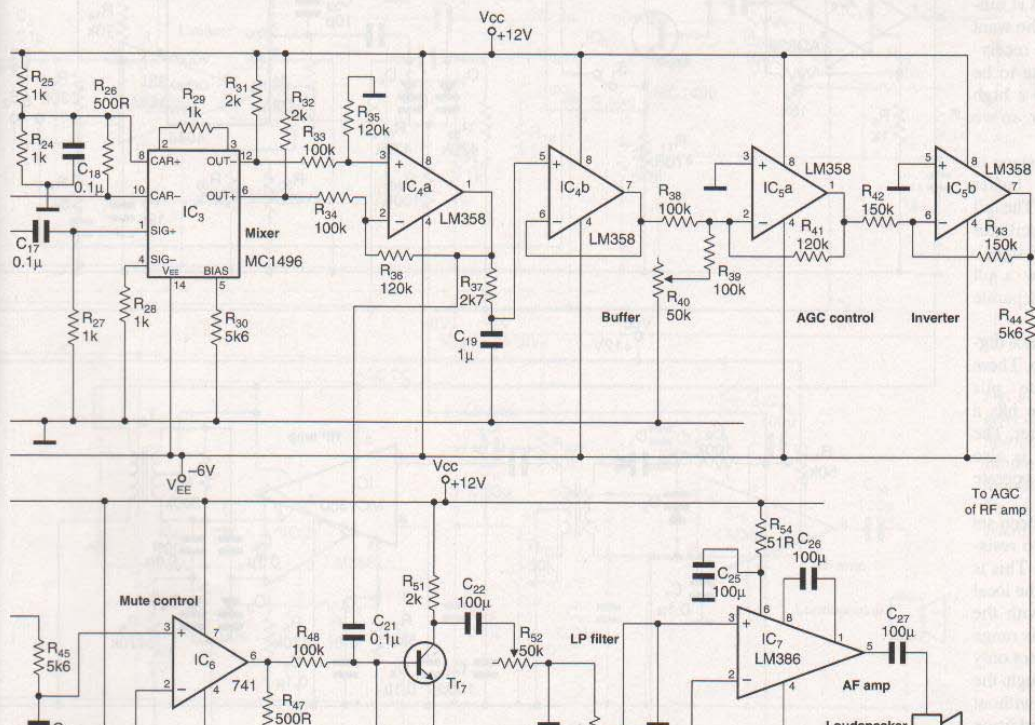 Vcc
+12V
R25
1k
R26
500R
R24
1k
C18
0.1μ
R29
1k
R31
2k
R32
2k
R33
100k
R35
120k
2
3
8
CAR+
OUT–
12
10
CAR–
OUT+
6
IC3
1
SIG+
4
SIG–
VEE
BIAS
14
5
Mixer
MC1496
C17
0.1μ
R27
1k
R28
1k
R30
5k6
R34
100k
3
8
+
IC4a
1
2
–
4
LM358
R36
120k
R37
2k7
C19
1μ
5
8
+
IC4b
7
6
–
4
LM358
Buffer
R38
100k
R39
100k
R40
50k
3
8
LM358
+
IC5a
1
2
–
4
R41
120k
AGC control
R42
150k
5
8
LM358
+
IC5b
7
6
–
4
R43
150k
Inverter
R44
5k6
–6V
VEE
To AGC
of RF amp
Vcc
+12V
Mute control
R45
5k6
3
+
7
IC6
6
2
–
4
741
R48
100k
R47
500R
C21
0.1μ
R51
2k
C22
100μ
Tr7
R52
50k
LP filter
C25
100μ
R54
51R
C26
100μ
3
+
6
IC7
1
LM386
5
2
–
4
C27
100μ
AF amp
Loudspeaker